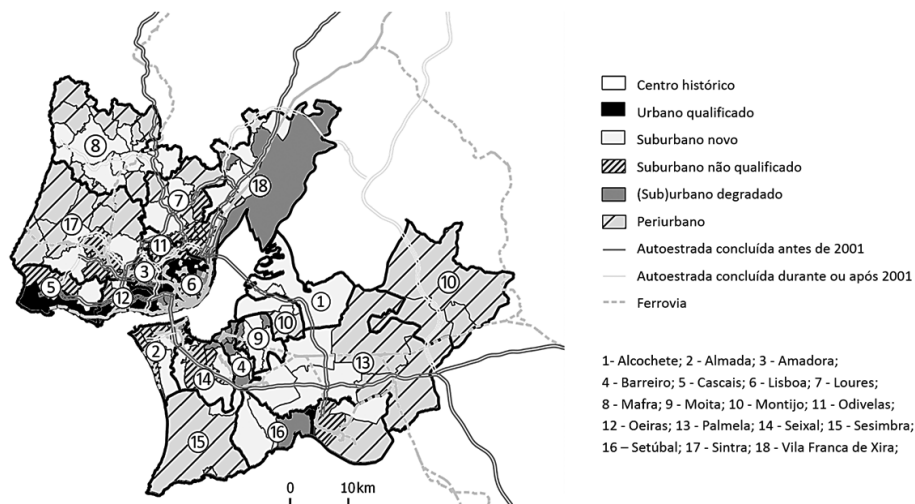 Centro histórico
Urbano qualificado
Suburbano novo
Suburbano não qualificado
(Sub)urbano degradado
Periurbano
Autoestrada concluída antes de 2001
Autoestrada concluída durante ou após 2001
Ferrovia
1- Alcochete; 2 - Almada; 3 - Amadora;
4 - Barreiro; 5 - Cascais; 6 - Lisboa; 7 - Loures;
8 - Mafra; 9 - Moita; 10 - Montijo; 11 - Odivelas;
12 - Oeiras; 13 - Palmela; 14 - Seixal; 15 - Sesimbra;
16 – Setúbal; 17 - Sintra; 18 - Vila Franca de Xira;
8
18
7
17
11
3
6
5
12
1
10
10
2
9
4
13
14
15
16
0 10km